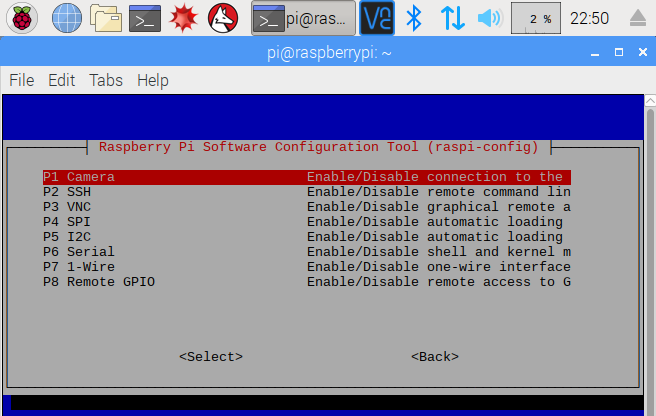 pi@ras...
2 %
22:50
pi@raspberrypi: ~
File Edit Tabs Help
Raspberry Pi Software Configuration Tool (raspi-config)
P1 Camera Enable/Disable connection to the
P2 SSH Enable/Disable remote command lin
P3 VNC Enable/Disable graphical remote a
P4 SPI Enable/Disable automatic loading
P5 I2C Enable/Disable automatic loading
P6 Serial Enable/Disable shell and kernel m
P7 1-Wire Enable/Disable one-wire interface
P8 Remote GPIO Enable/Disable remote access to G
<Select> <Back>